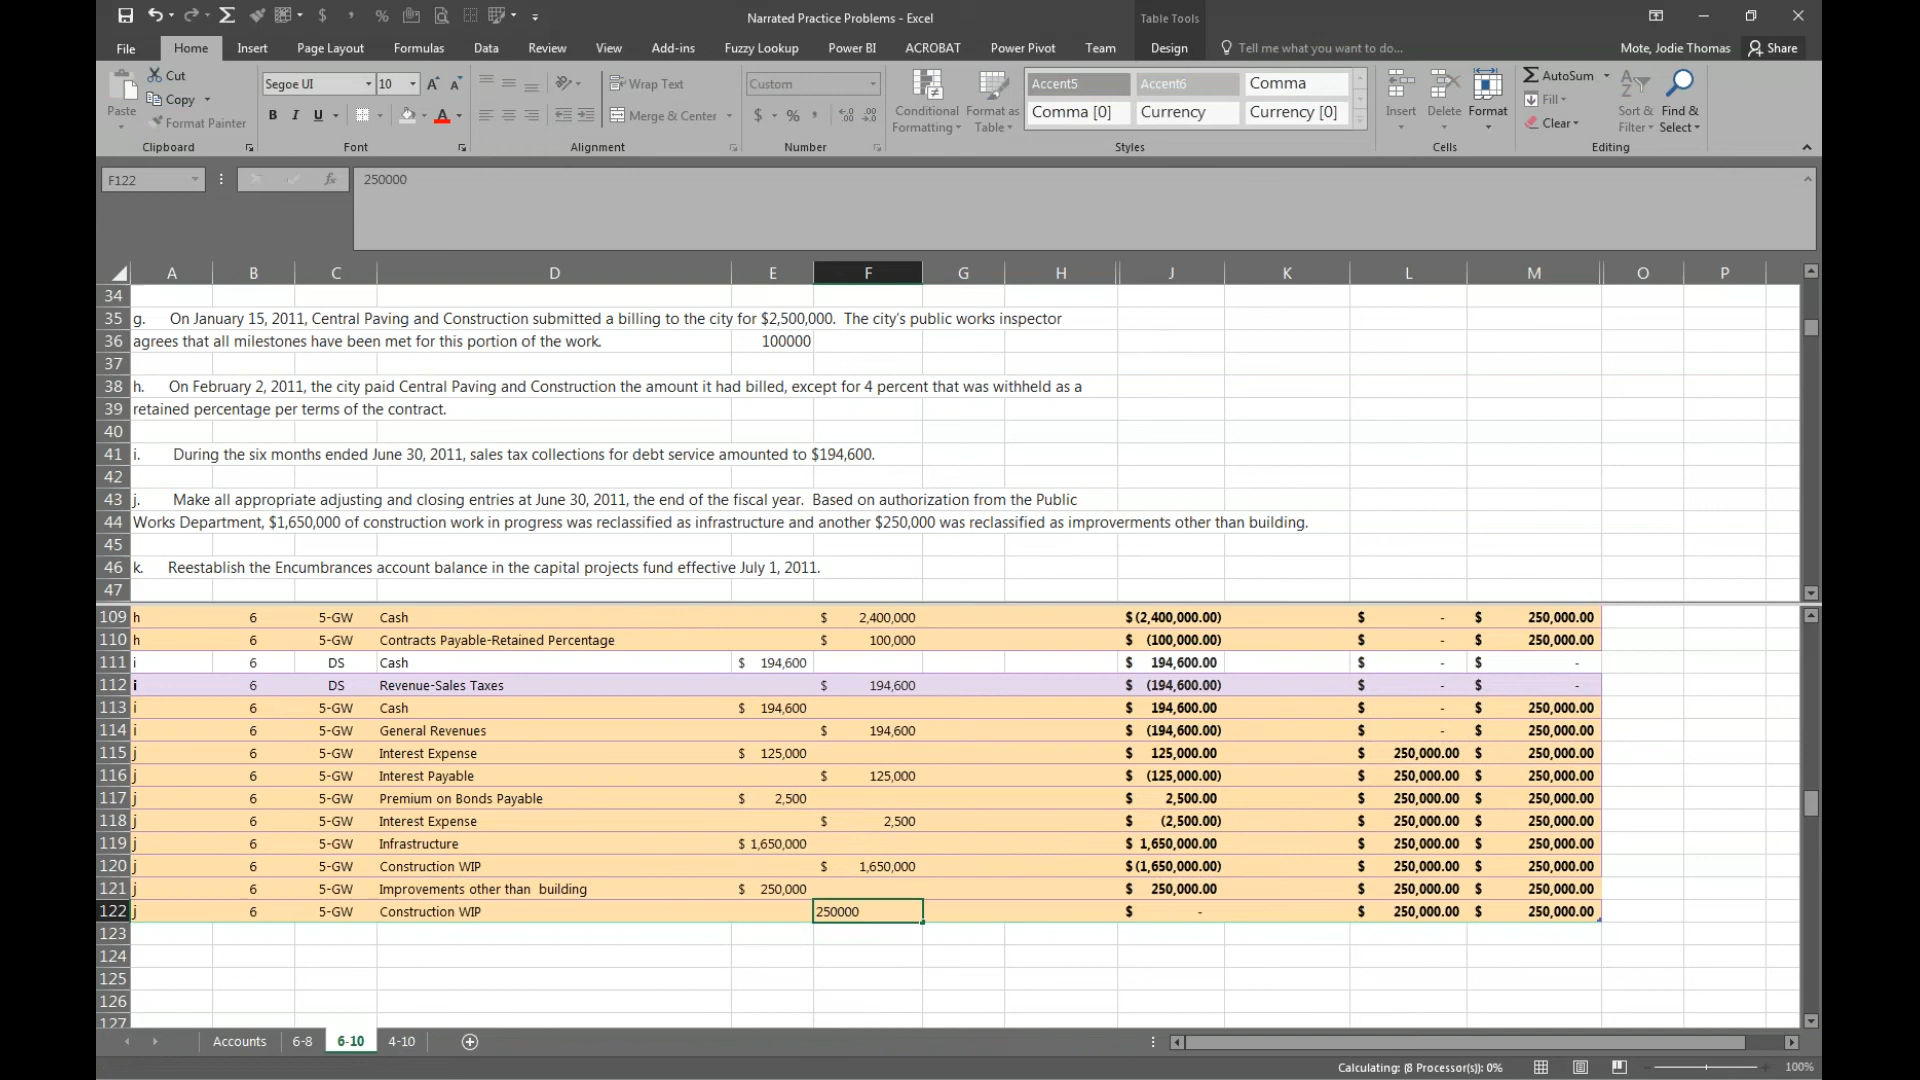 Narrated Practice Problems - Excel
Table Tools
File Home Insert Page Layout Formulas Data Review View Add-ins Fuzzy Lookup Power BI ACROBAT Power Pivot Team Design Tell me what you want to do... Mote, Jodie Thomas Share
Paste
Cut
Copy
Format Painter
Clipboard
Segoe UI 10
B I U
Font
Wrap Text
Merge & Center
Alignment
Custom
$ % ,
Number
Conditional Formatting
Format as Table
Accent5 Accent6 Comma
Comma [0] Currency Currency [0]
Styles
Insert Delete Format
Cells
AutoSum
Fill
Clear
Sort & Filter
Find & Select
Editing
F122 fx 250000
A B C D E F G H J K L M O P
34
35 g. On January 15, 2011, Central Paving and Construction submitted a billing to the city for $2,500,000. The city's public works inspector
36 agrees that all milestones have been met for this portion of the work. 100000
37
38 h. On February 2, 2011, the city paid Central Paving and Construction the amount it had billed, except for 4 percent that was withheld as a
39 retained percentage per terms of the contract.
40
41 i. During the six months ended June 30, 2011, sales tax collections for debt service amounted to $194,600.
42
43 j. Make all appropriate adjusting and closing entries at June 30, 2011, the end of the fiscal year. Based on authorization from the Public
44 Works Department, $1,650,000 of construction work in progress was reclassified as infrastructure and another $250,000 was reclassified as improverments other than building.
45
46 k. Reestablish the Encumbrances account balance in the capital projects fund effective July 1, 2011.
47
109 h 6 5-GW Cash $ 2,400,000 $ (2,400,000.00) $ - $ 250,000.00
110 h 6 5-GW Contracts Payable-Retained Percentage $ 100,000 $ (100,000.00) $ - $ 250,000.00
111 i 6 DS Cash $ 194,600 $ 194,600.00 $ - $ -
112 i 6 DS Revenue-Sales Taxes $ 194,600 $ (194,600.00) $ - $ -
113 i 6 5-GW Cash $ 194,600 $ 194,600.00 $ - $ 250,000.00
114 i 6 5-GW General Revenues $ 194,600 $ (194,600.00) $ - $ 250,000.00
115 j 6 5-GW Interest Expense $ 125,000 $ 125,000.00 $ 250,000.00 $ 250,000.00
116 j 6 5-GW Interest Payable $ 125,000 $ (125,000.00) $ 250,000.00 $ 250,000.00
117 j 6 5-GW Premium on Bonds Payable $ 2,500 $ 2,500.00 $ 250,000.00 $ 250,000.00
118 j 6 5-GW Interest Expense $ 2,500 $ (2,500.00) $ 250,000.00 $ 250,000.00
119 j 6 5-GW Infrastructure $ 1,650,000 $ 1,650,000.00 $ 250,000.00 $ 250,000.00
120 j 6 5-GW Construction WIP $ 1,650,000 $ (1,650,000.00) $ 250,000.00 $ 250,000.00
121 j 6 5-GW Improvements other than building $ 250,000 $ 250,000.00 $ 250,000.00 $ 250,000.00
122 j 6 5-GW Construction WIP 250000 $ - $ 250,000.00 $ 250,000.00
123
124
125
126
127
Accounts 6-8 6-10 4-10
Calculating: (8 Processor(s)): 0% 100%